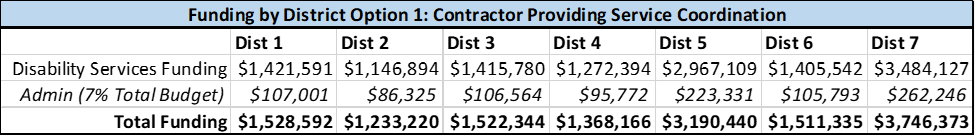 Funding by District Option 1: Contractor Providing Service Coordination
Dist 1 Dist 2 Dist 3 Dist 4 Dist 5 Dist 6 Dist 7
Disability Services Funding $1,421,591 $1,146,894 $1,415,780 $1,272,394 $2,967,109 $1,405,542 $3,484,127
Admin (7% Total Budget) $107,001 $86,325 $106,564 $95,772 $223,331 $105,793 $262,246
Total Funding $1,528,592 $1,233,220 $1,522,344 $1,368,166 $3,190,440 $1,511,335 $3,746,373